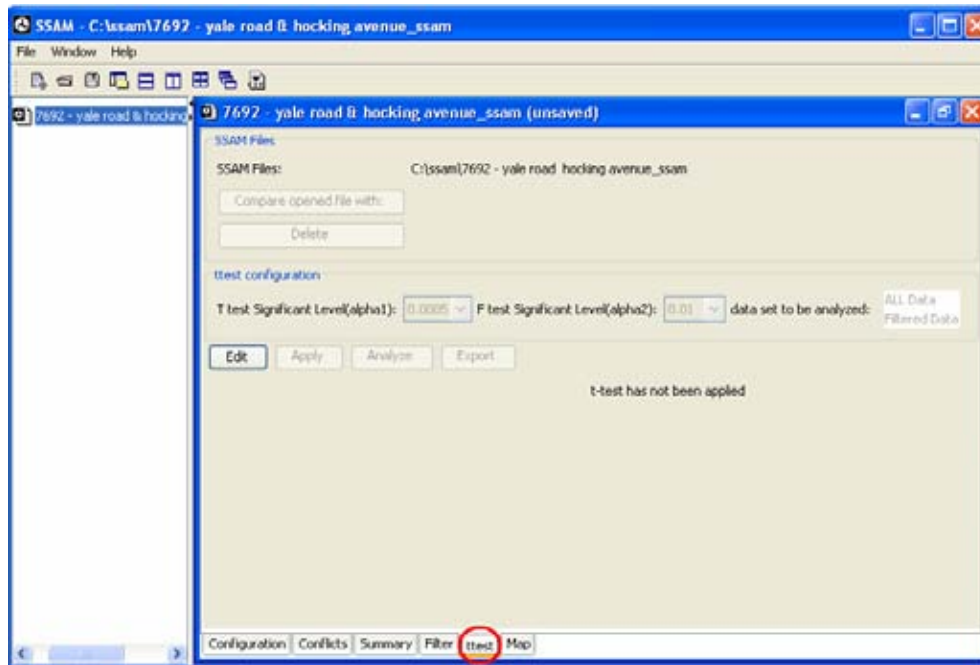 SSAM - C:\ssam\7692 - yale road & hocking avenue_ssam
File Window Help
7692 - yale road & hocking
7692 - yale road & hocking avenue_ssam (unsaved)
SSAM Files
SSAM Files: C:\ssam\7692 - yale road hocking avenue_ssam
Compare opened file with:
Delete
ttest configuration
T test Significant Level(alpha1): 0.0005 F test Significant Level(alpha2): 0.01 data set to be analyzed: ALL Data
Filtered Data
Edit Apply Analyze Export
t-test has not been applied
Configuration Conflicts Summary Filter ttest Map